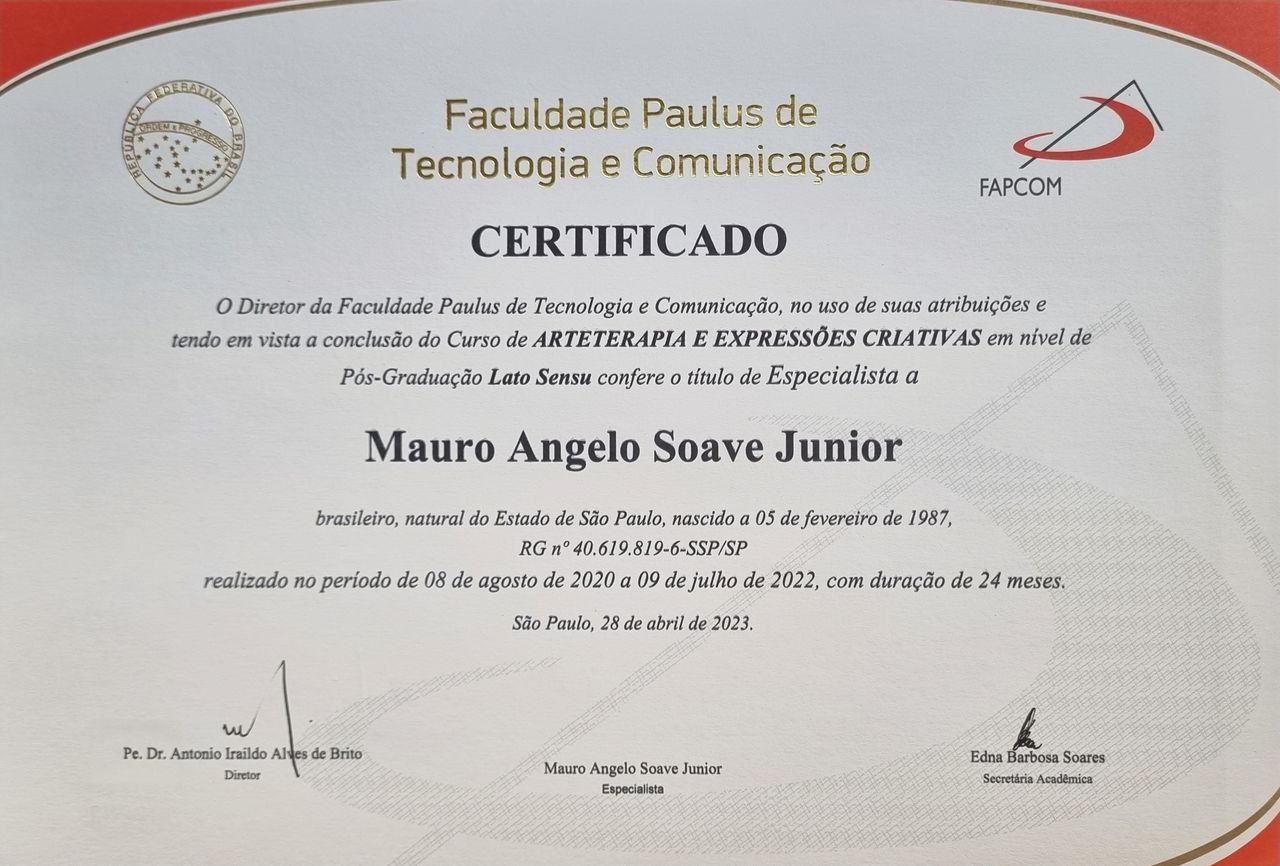 REPÚBLICA FEDERATIVA DO BRASIL
ORDEM E PROGRESSO
Faculdade Paulus de
Tecnologia e Comunicação
FAPCOM
CERTIFICADO
O Diretor da Faculdade Paulus de Tecnologia e Comunicação, no uso de suas atribuições e
tendo em vista a conclusão do Curso de ARTETERAPIA E EXPRESSÕES CRIATIVAS em nível de
Pós-Graduação Lato Sensu confere o título de Especialista a
Mauro Angelo Soave Junior
brasileiro, natural do Estado de São Paulo, nascido a 05 de fevereiro de 1987,
RG nº 40.619.819-6-SSP/SP
realizado no período de 08 de agosto de 2020 a 09 de julho de 2022, com duração de 24 meses.
São Paulo, 28 de abril de 2023.
Pe. Dr. Antonio Iraildo Alves de Brito
Diretor
Mauro Angelo Soave Junior
Especialista
Edna Barbosa Soares
Secretária Acadêmica